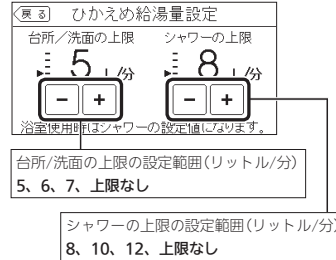 戻る ひかえめ給湯量設定
台所/洗面の上限 シャワーの上限
5 L/分 8 L/分
− + − +
浴室使用時はシャワーの設定値になります。
台所/洗面の上限の設定範囲(リットル/分)
5、6、7、上限なし
シャワーの上限の設定範囲(リットル/分)
8、10、12、上限なし